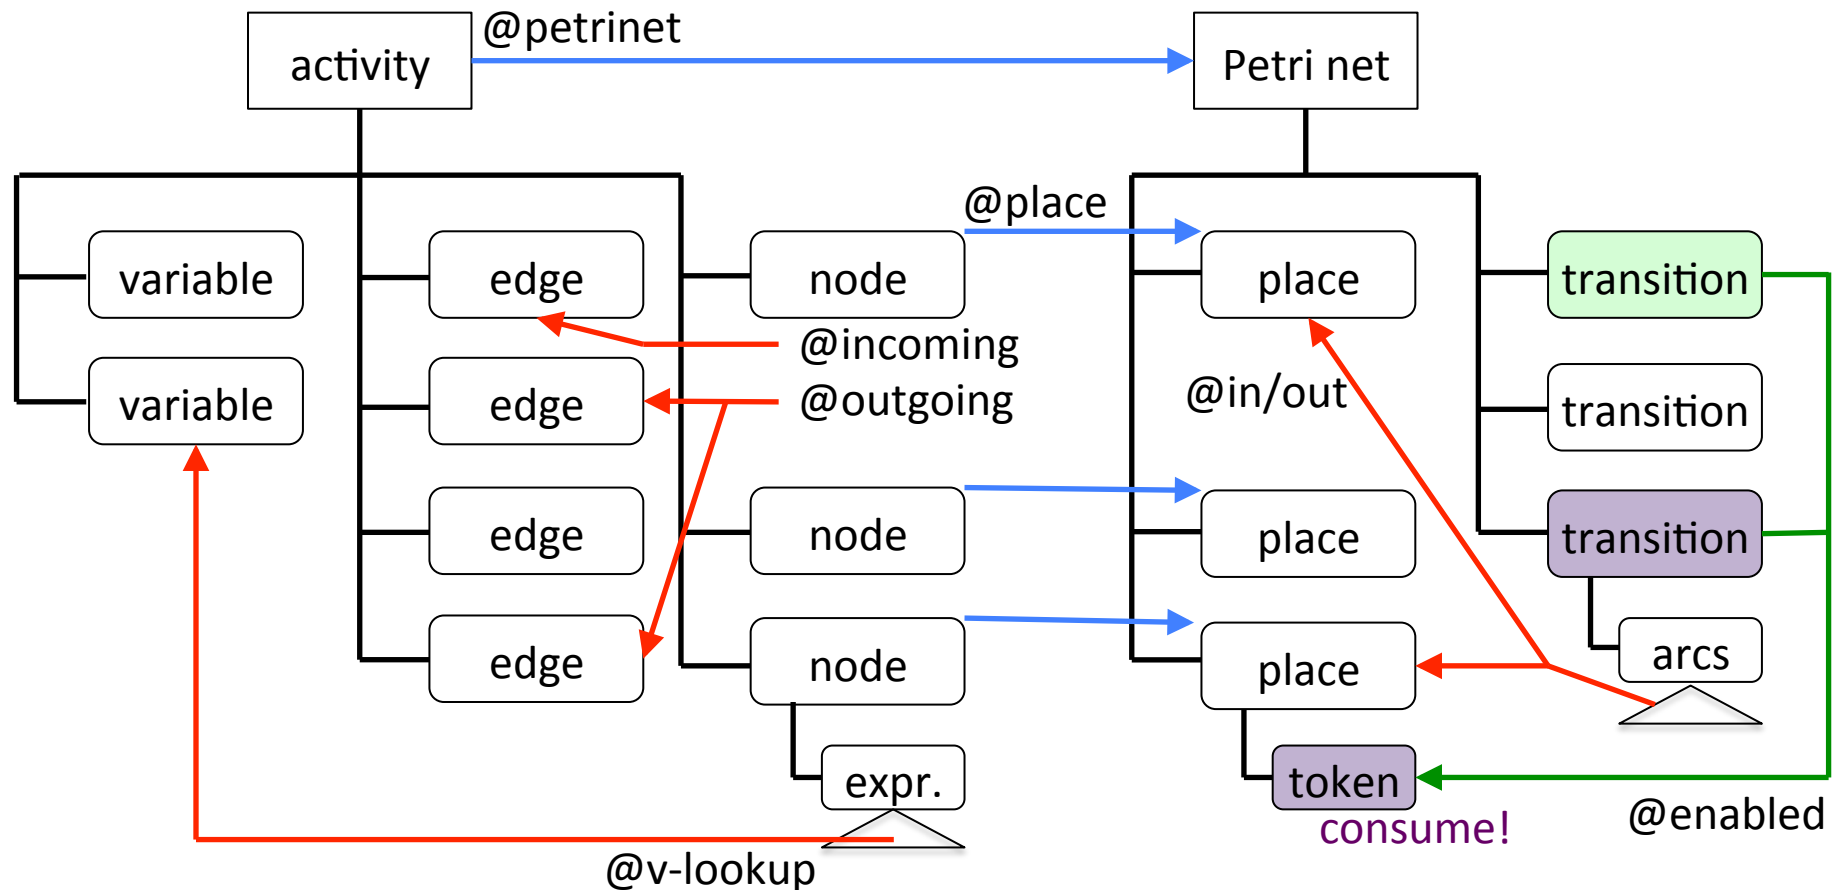 @petrinet
activity
Petri net
@place
variable
edge
node
place
transition
@incoming
variable
edge
@outgoing
@in/out
transition
edge
node
place
transition
edge
node
place
arcs
expr.
token
consume!
@enabled
@v-lookup